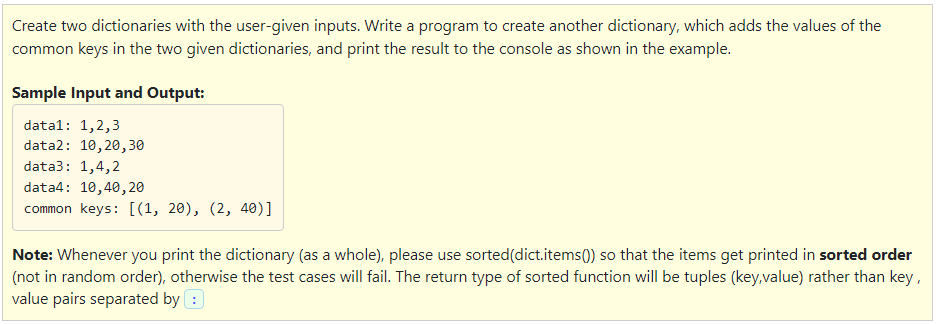 Create two dictionaries with the user-given inputs. Write a program to create another dictionary, which adds the values of the
common keys in the two given dictionaries, and print the result to the console as shown in the example.
Sample Input and Output:
data1: 1,2,3
data2: 10,20,30
data3: 1,4,2
data4: 10,40,20
common keys: [(1, 20), (2, 40)]
Note: Whenever you print the dictionary (as a whole), please use sorted(dict.items()) so that the items get printed in sorted order
(not in random order), otherwise the test cases will fail. The return type of sorted function will be tuples (key,value) rather than key ,
value pairs separated by :